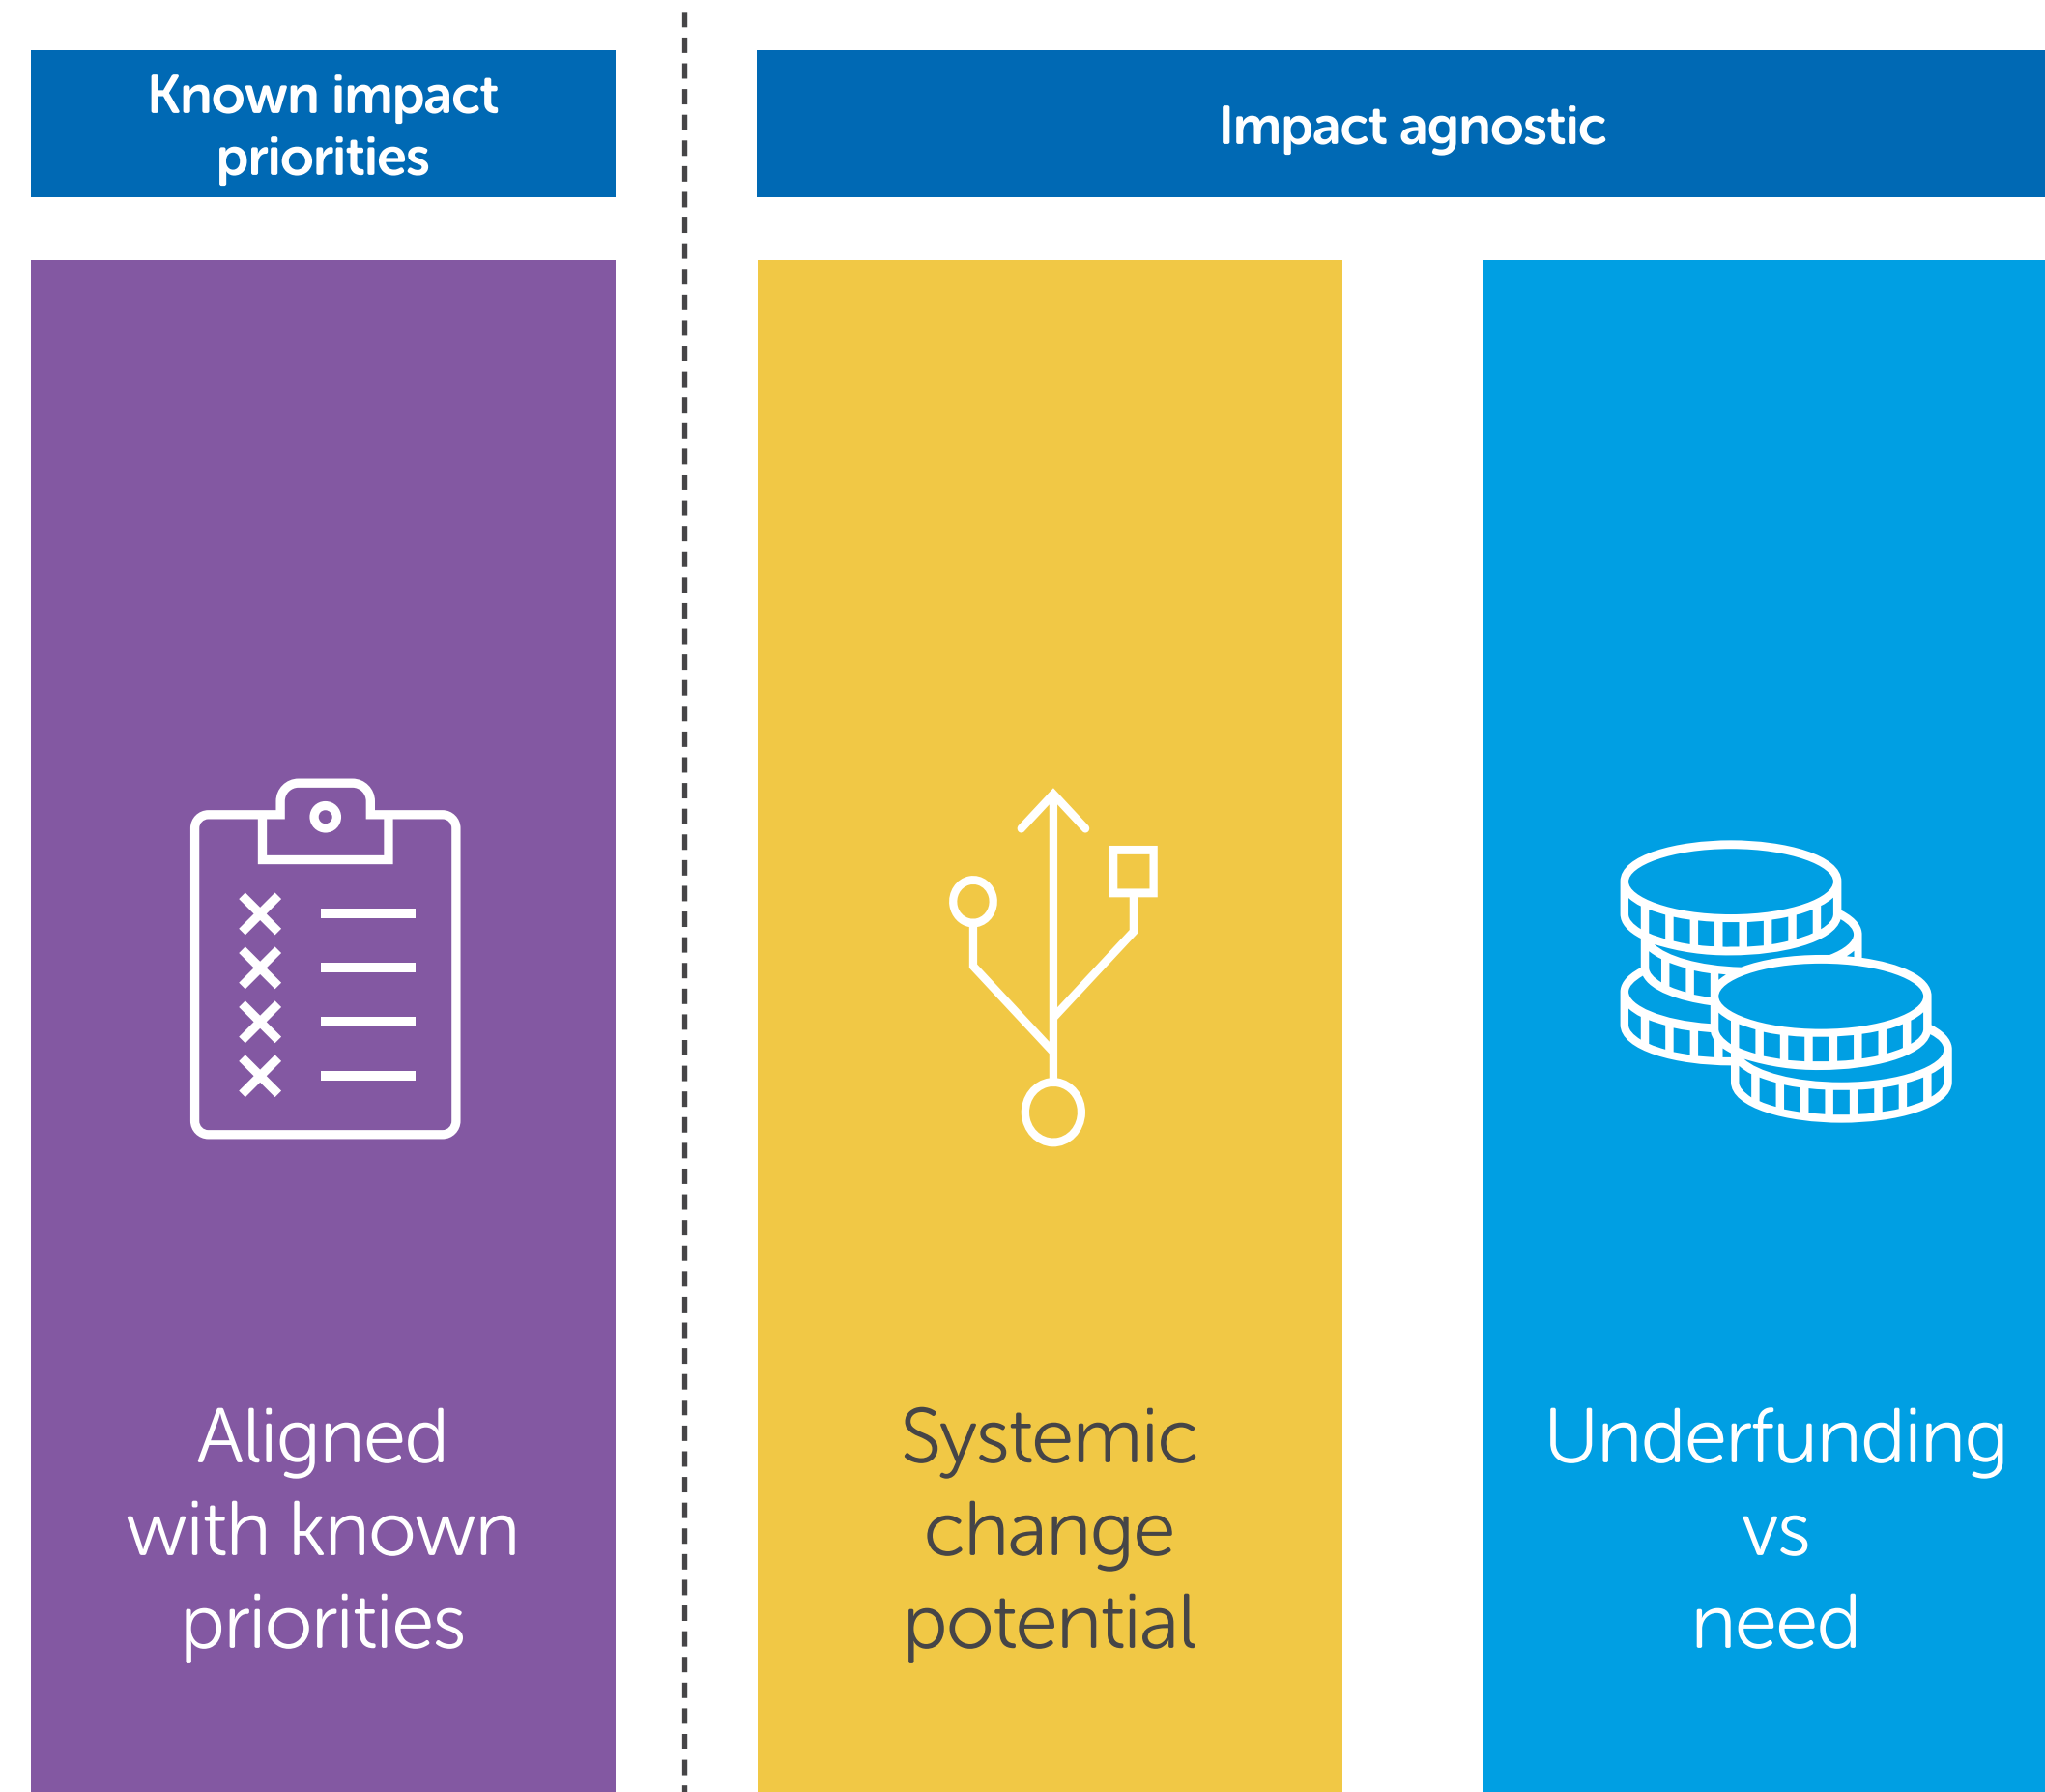 Known impact
priorities
Impact agnostic
Aligned
with known
priorities
Systemic
change
potential
Underfunding
vs
need